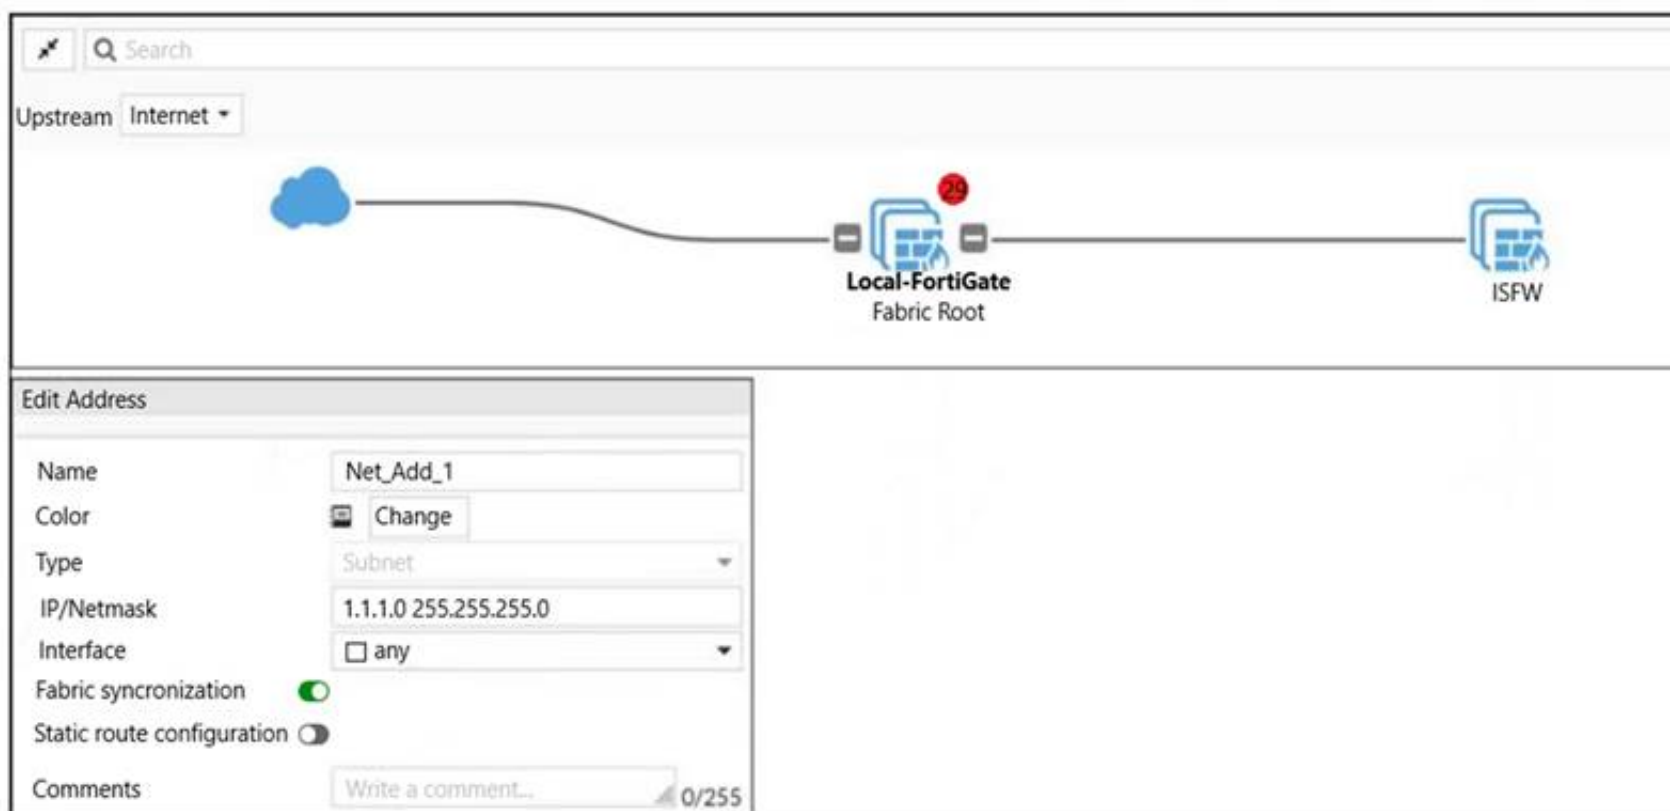 Search
Upstream Internet
29
Local-FortiGate
Fabric Root
ISFW
Edit Address
Name Net_Add_1
Color Change
Type Subnet
IP/Netmask 1.1.1.0 255.255.255.0
Interface any
Fabric syncronization
Static route configuration
Comments Write a comment... 0/255